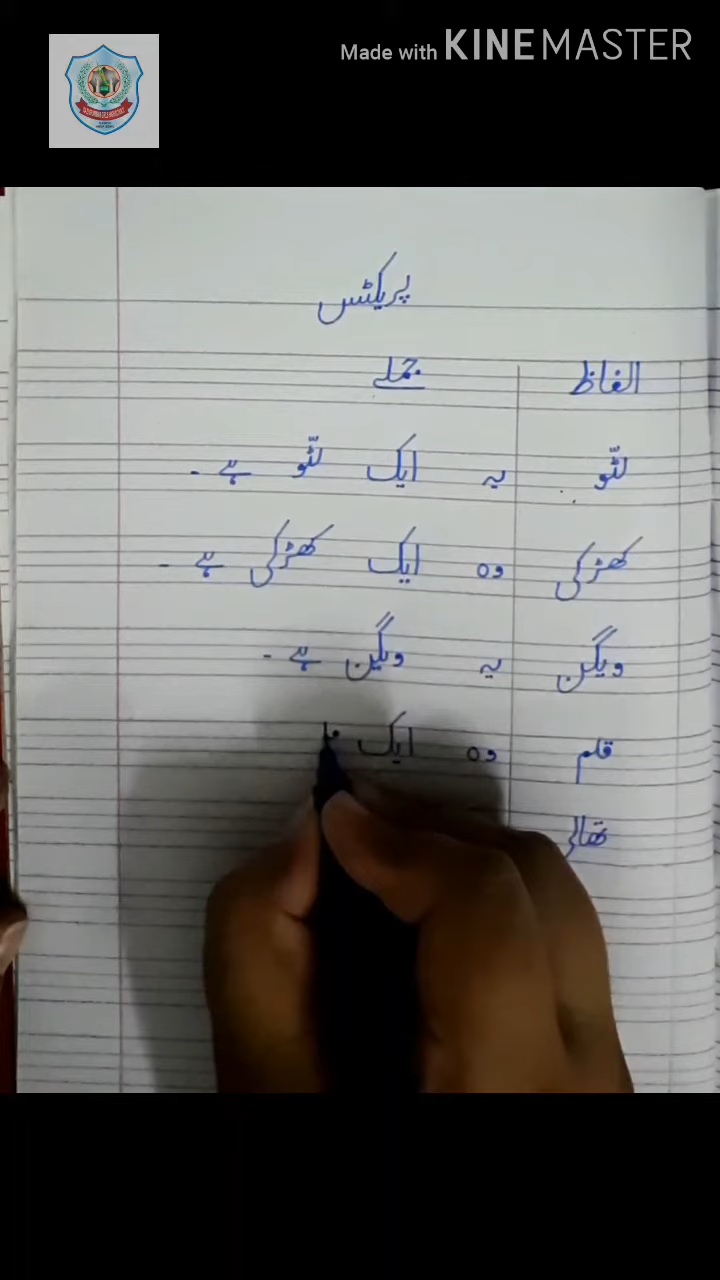 Made with KINEMASTER
پریکٹس
الفاظ جملے
لٹّو یہ ایک لٹّو ہے۔
کھڑکی وہ ایک کھڑکی ہے۔
ویگن یہ ویگن ہے۔
قلم وہ ایک
تھالی